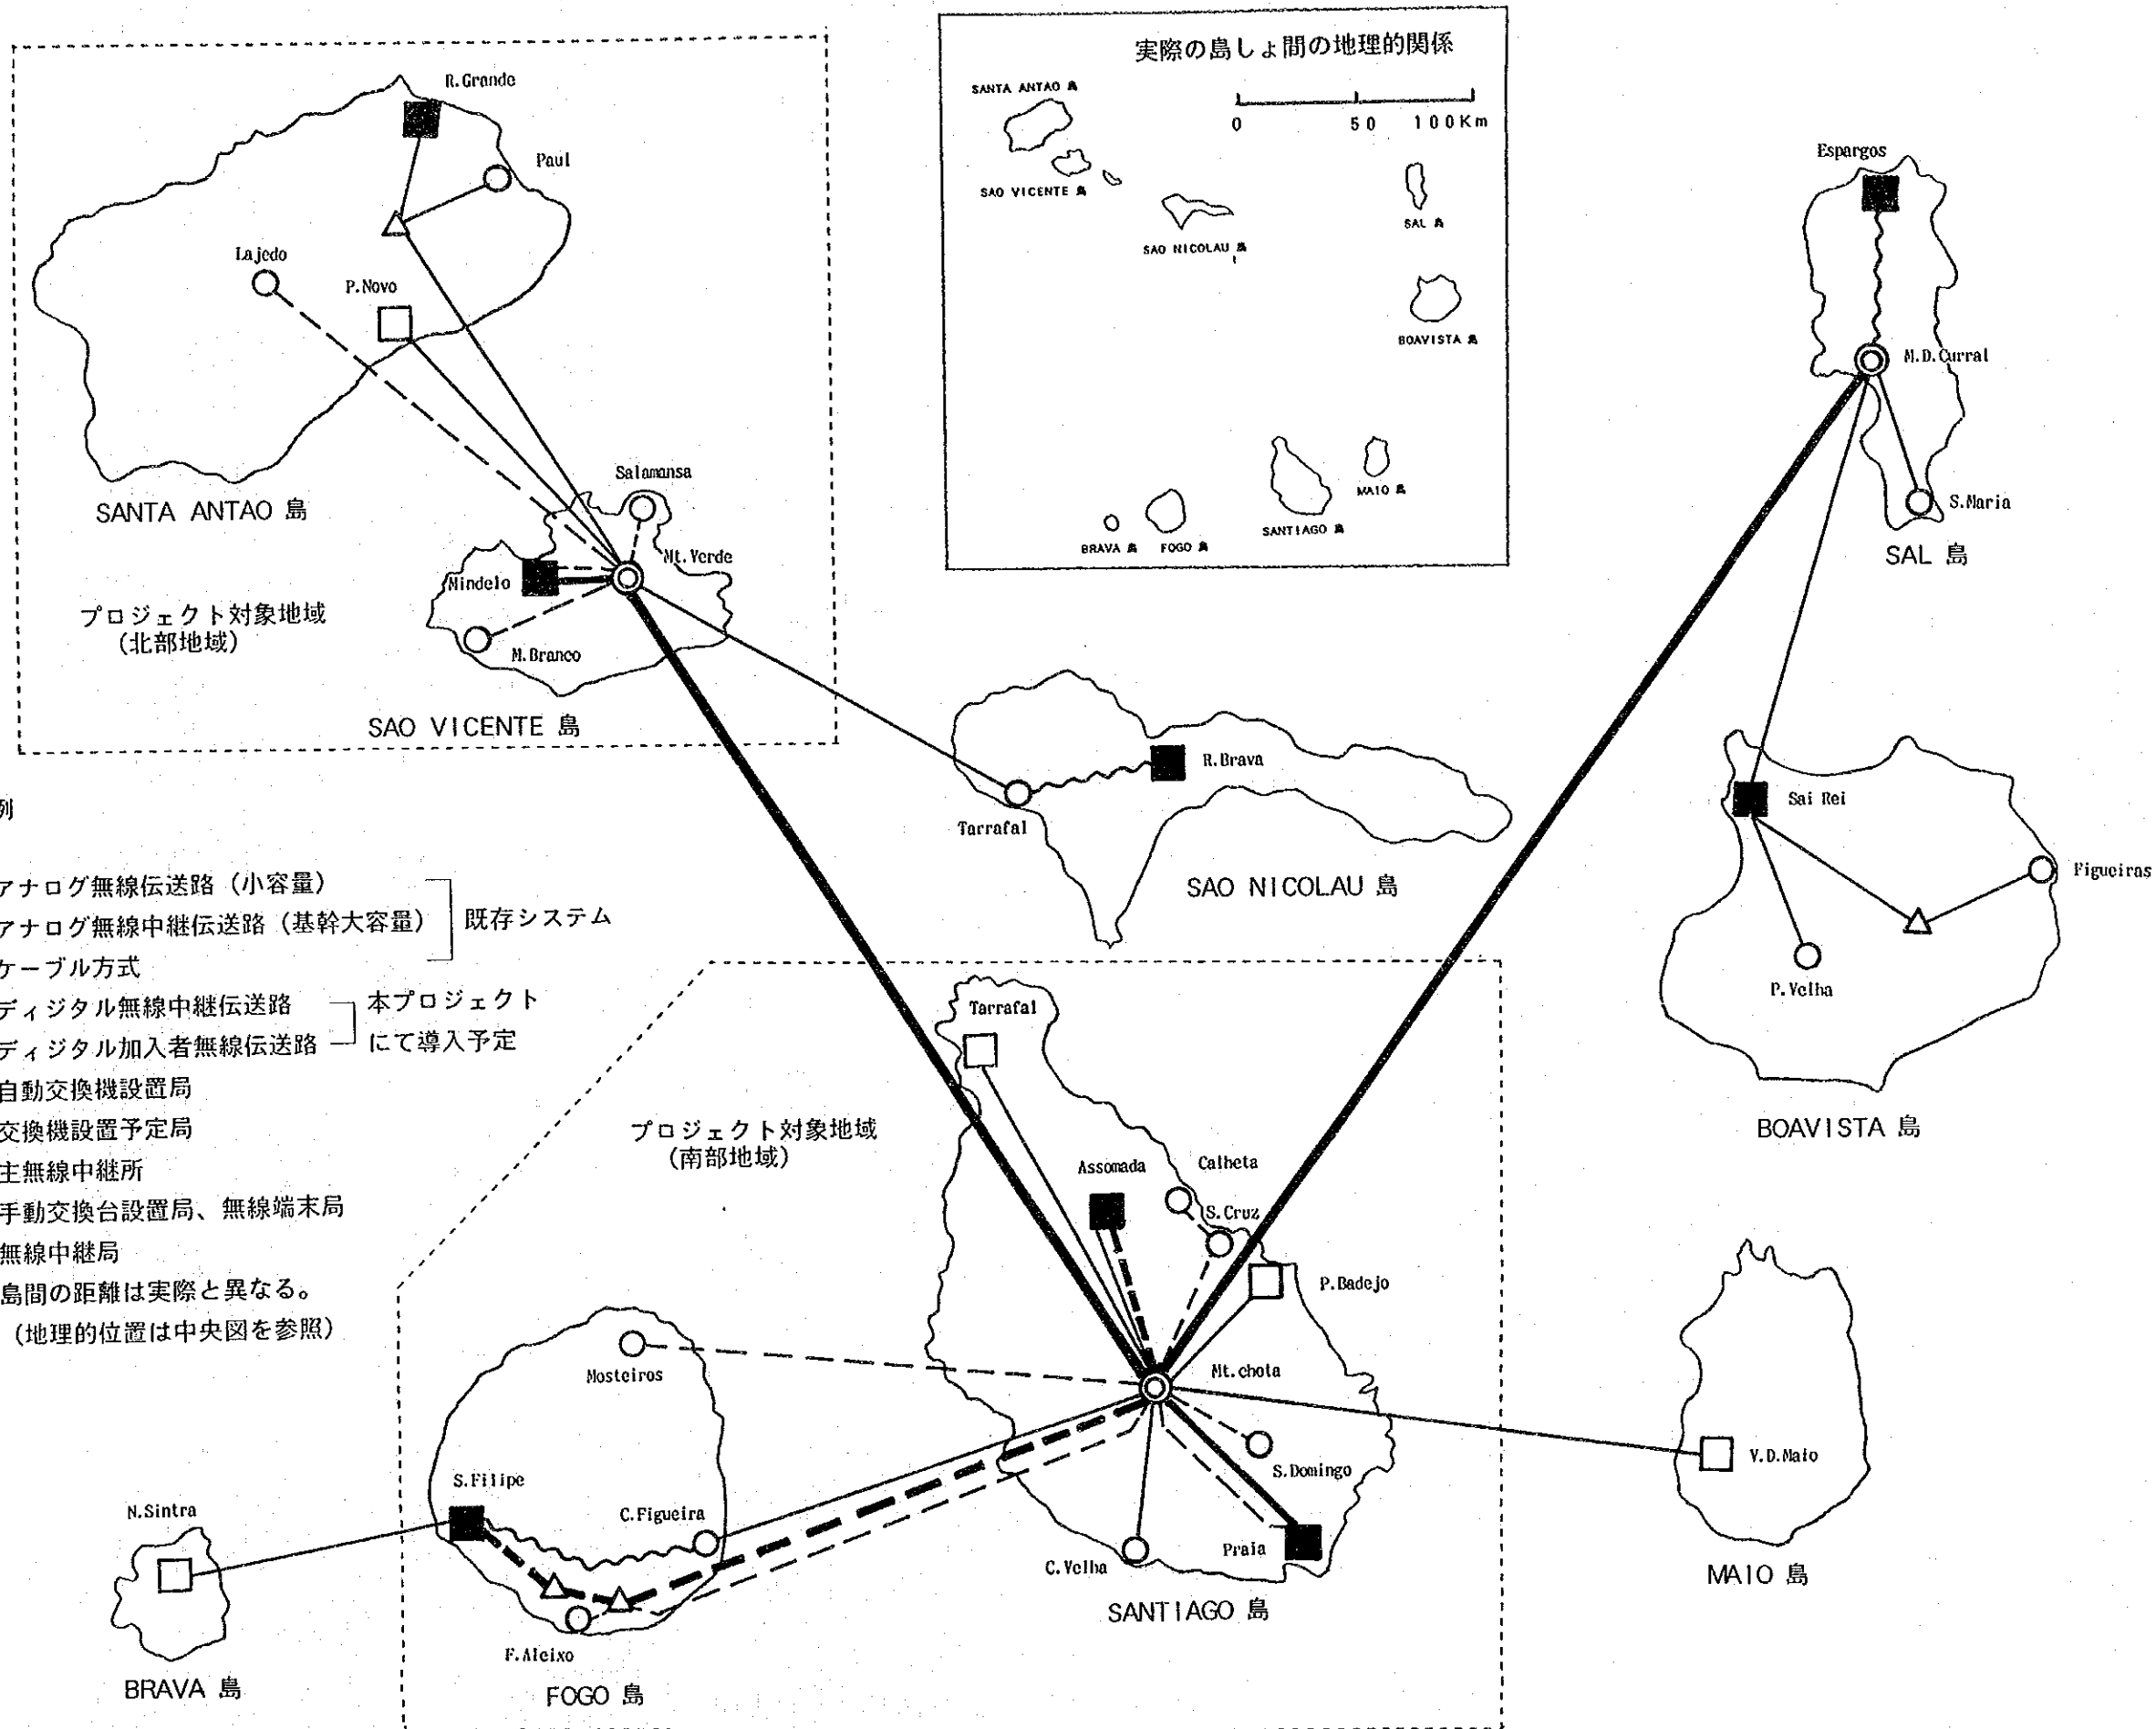 実際の島しょ間の地理的関係
SANTA ANTAO 島
0 50 100Km
SAO VICENTE 島
SAO NICOLAU 島
SAL 島
BOAVISTA 島
MAIO 島
SANTIAGO 島
BRAVA 島 FOGO 島
R.Grande
Paul
Lajedo
P.Novo
SANTA ANTAO 島
Salamansa
Mt.Verde
Mindelo
M.Branco
プロジェクト対象地域
(北部地域)
SAO VICENTE 島
Espargos
M.D.Curral
S.Maria
SAL 島
R.Brava
Tarrafal
SAO NICOLAU 島
Sai Rei
Figueiras
P.Velha
BOAVISTA 島
例
アナログ無線伝送路（小容量）
アナログ無線中継伝送路（基幹大容量）
既存システム
ケーブル方式
ディジタル無線中継伝送路
ディジタル加入者無線伝送路
本プロジェクト
にて導入予定
自動交換機設置局
交換機設置予定局
主無線中継所
手動交換台設置局、無線端末局
無線中継局
島間の距離は実際と異なる。
（地理的位置は中央図を参照）
プロジェクト対象地域
(南部地域)
Tarrafal
Assomada
Calheta
S.Cruz
P.Badejo
Mt.chota
S.Domingo
Praia
C.Velha
SANTIAGO 島
Mosteiros
S.Filipe
C.Figueira
F.Aleixo
FOGO 島
N.Sintra
BRAVA 島
V.D.Maio
MAIO 島